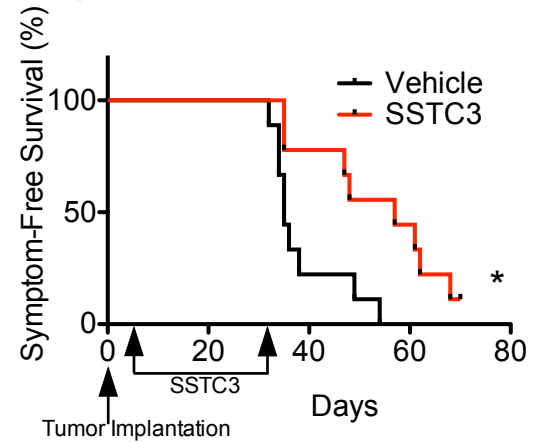 Symptom-Free Survival (%)
100
50
0
Vehicle
SSTC3
*
0 20 40 60 80
SSTC3
Days
Tumor Implantation